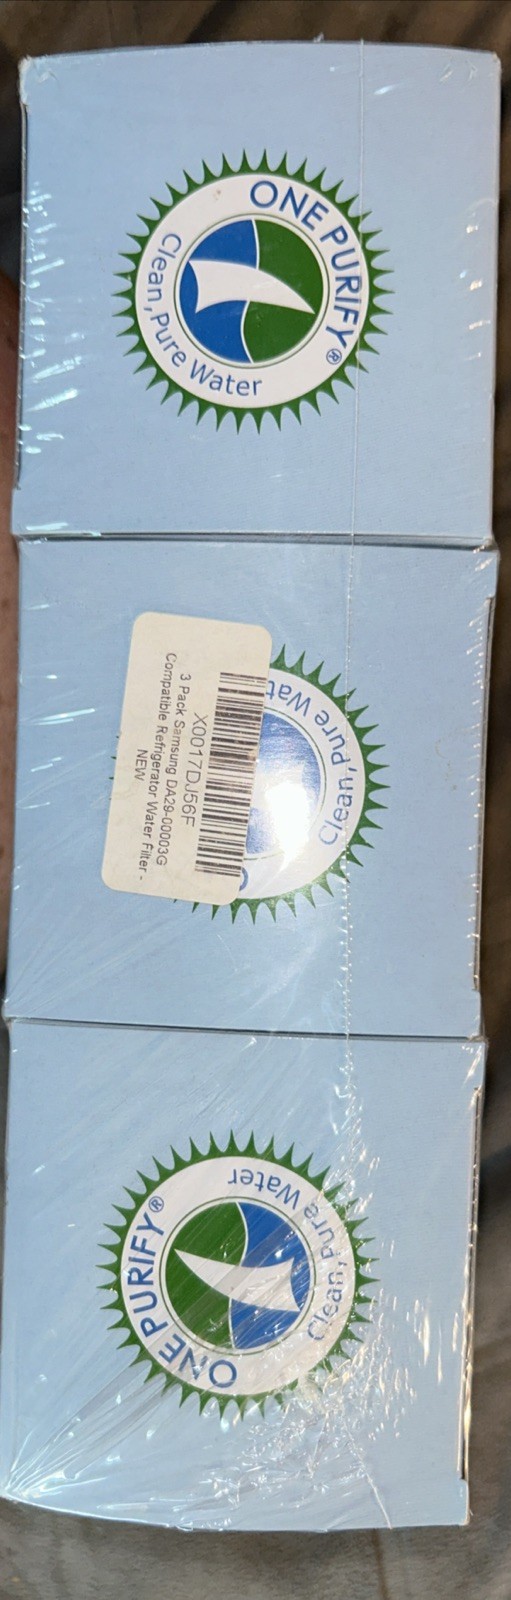 ONE PURIFY®
Clean, Pure Water
Clean, Pure Wat
X0017DJ56F
3 Pack Samsung DA29-00003G
Compatible Refrigerator Water Filter -
NEW
ONE PURIFY®
Clean, Pure Water